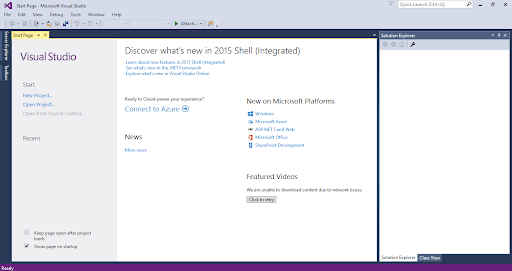 Start Page - Microsoft Visual Studio
Quick Launch (Ctrl+Q)
File Edit View Debug Team Tools Window Help
Attach...
Server Explorer
Toolbox
Start Page
Visual Studio
Start
New Project...
Open Project...
Open from Source Control...
Recent
Keep page open after project
loads
Show page on startup
Discover what's new in 2015 Shell (Integrated)
Learn about new features in 2015 Shell (Integrated)
See what's new in the .NET Framework
Explore what's new in Visual Studio Online
Ready to Cloud-power your experience?
Connect to Azure
News
More news
New on Microsoft Platforms
Windows
Microsoft Azure
ASP.NET 5 and Web
Microsoft Office
SharePoint Development
Featured Videos
We are unable to download content due to network issues.
Click to retry
Solution Explorer
Solution Explorer Class View
Ready